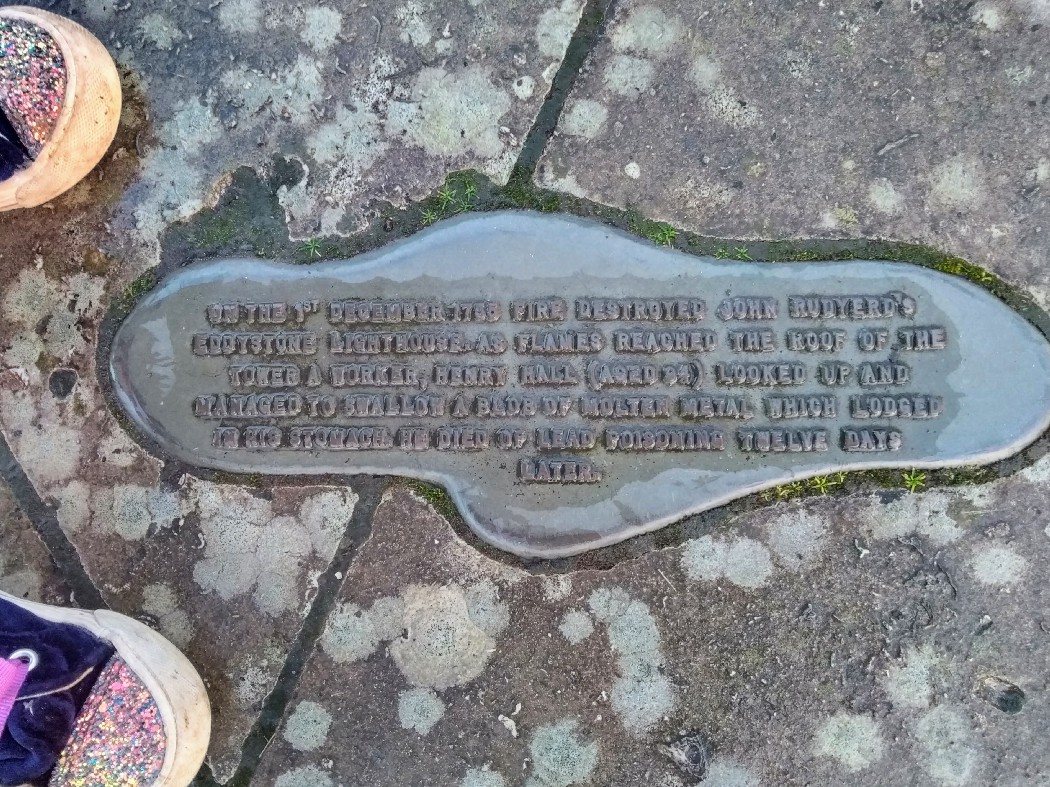 ON THE 1ST DECEMBER 1755 FIRE DESTROYED JOHN RUDYERD'S
EDDYSTONE LIGHTHOUSE. AS FLAMES REACHED THE ROOF OF THE
TOWER A WORKER, HENRY HALL (AGED 94) LOOKED UP AND
MANAGED TO SWALLOW A BLOB OF MOLTEN METAL WHICH LODGED
IN HIS STOMACH. HE DIED OF LEAD POISONING TWELVE DAYS
LATER.